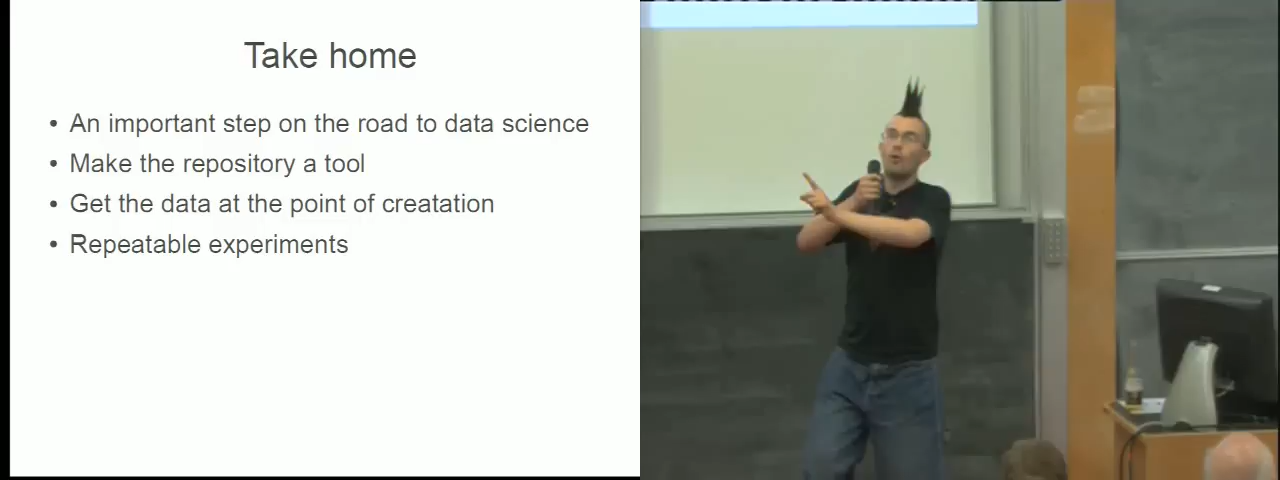 Take home
• An important step on the road to data science
• Make the repository a tool
• Get the data at the point of creatation
• Repeatable experiments